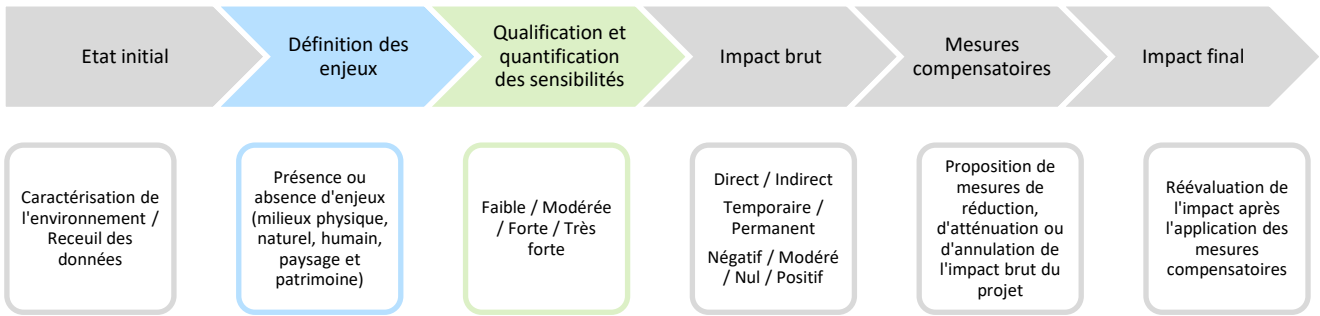 Etat initial
Définition des
enjeux
Qualification et
quantification
des sensibilités
Impact brut
Mesures
compensatoires
Impact final
Caractérisation de
l'environnement /
Receuil des
données
Présence ou
absence d'enjeux
(milieux physique,
naturel, humain,
paysage et
patrimoine)
Faible / Modérée
/ Forte / Très
forte
Direct / Indirect
Temporaire /
Permanent
Négatif / Modéré
/ Nul / Positif
Proposition de
mesures de
réduction,
d'atténuation ou
d'annulation de
l'impact brut du
projet
Réévaluation de
l'impact après
l'application des
mesures
compensatoires